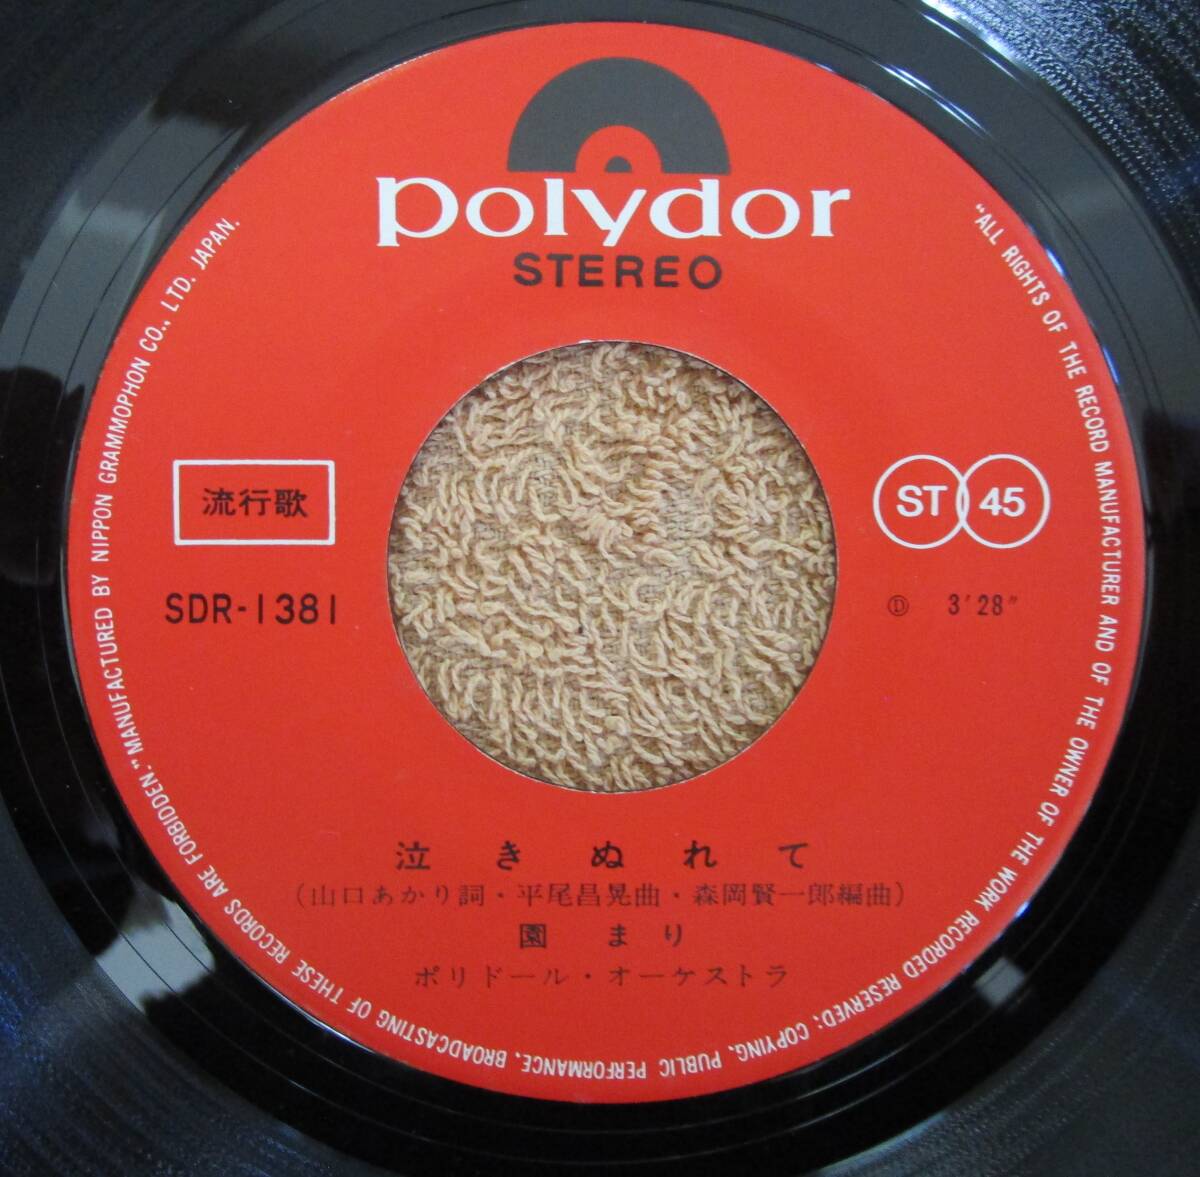 polydor
STEREO
流行歌
SDR-1381
ST 45
Ⓓ 3'28"
泣きぬれて
(山口あかり詞・平尾昌晃曲・森岡賢一郎編曲)
園 まり
ポリドール・オーケストラ
"ALL RIGHTS OF THE RECORD MANUFACTURER AND OF THE OWNER OF THE WORK RECORDED RESERVED; COPYING, PUBLIC PERFORMANCE, BROADCASTING OF THESE RECORDS ARE FORBIDDEN." MANUFACTURED BY NIPPON GRAMMOPHON CO., LTD. JAPAN.